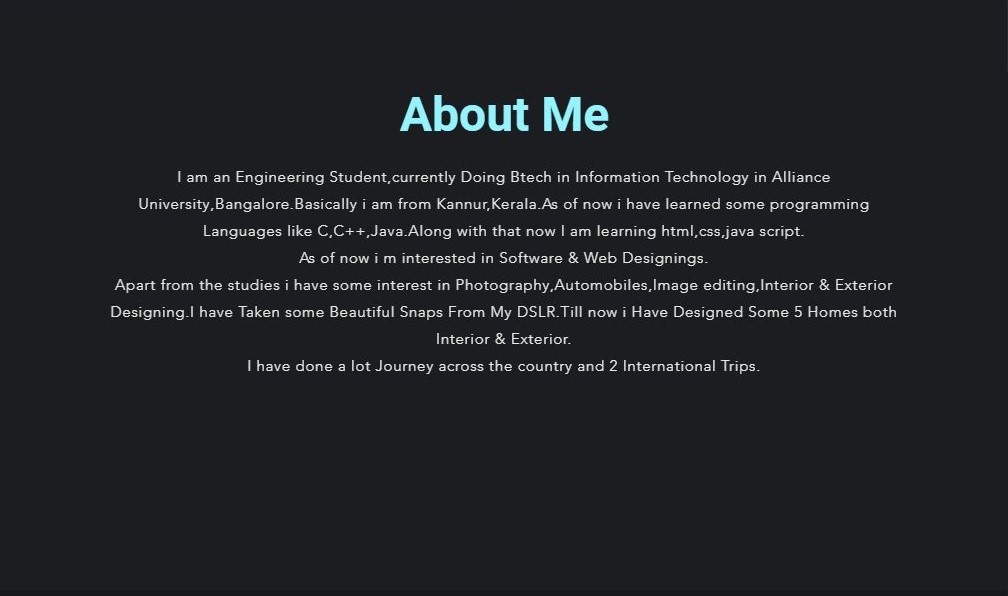 About Me
I am an Engineering Student,currently Doing Btech in Information Technology in Alliance
University,Bangalore.Basically i am from Kannur,Kerala.As of now i have learned some programming
Languages like C,C++,Java.Along with that now I am learning html,css,java script.
As of now i m interested in Software & Web Designings.
Apart from the studies i have some interest in Photography,Automobiles,Image editing,Interior & Exterior
Designing.I have Taken some Beautiful Snaps From My DSLR.Till now i Have Designed Some 5 Homes both
Interior & Exterior.
I have done a lot Journey across the country and 2 International Trips.